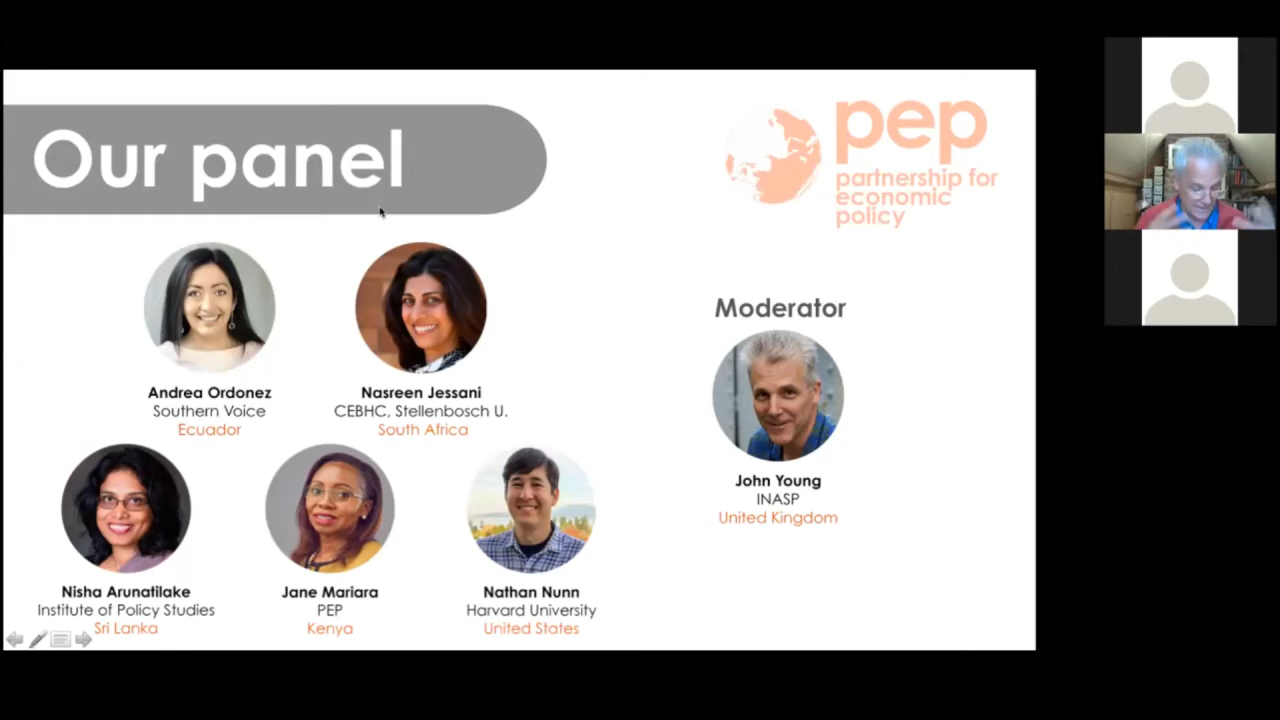 Our panel
pep
partnership for
economic
policy
Andrea Ordonez
Southern Voice
Ecuador
Nasreen Jessani
CEBHC, Stellenbosch U.
South Africa
Moderator
John Young
INASP
United Kingdom
Nisha Arunatilake
Institute of Policy Studies
Sri Lanka
Jane Mariara
PEP
Kenya
Nathan Nunn
Harvard University
United States